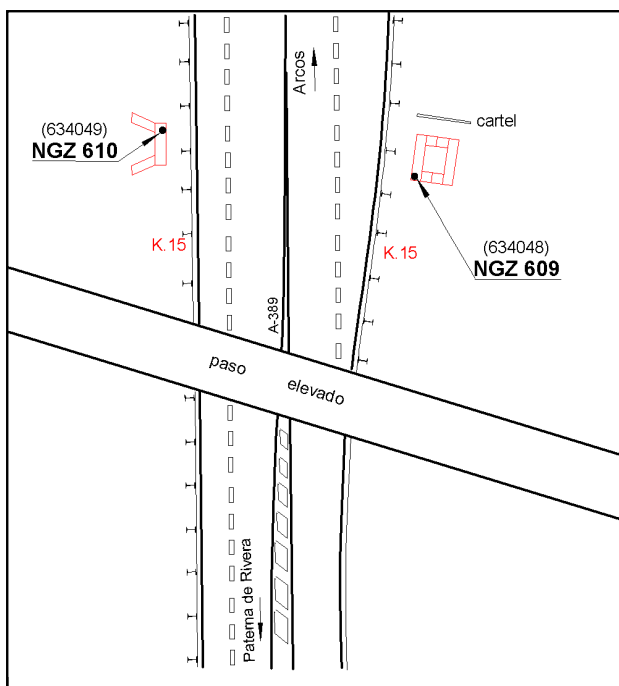 Arcos
cartel
(634049)
NGZ 610
(634048)
NGZ 609
K.15
K.15
A-389
paso elevado
Paterna de Rivera